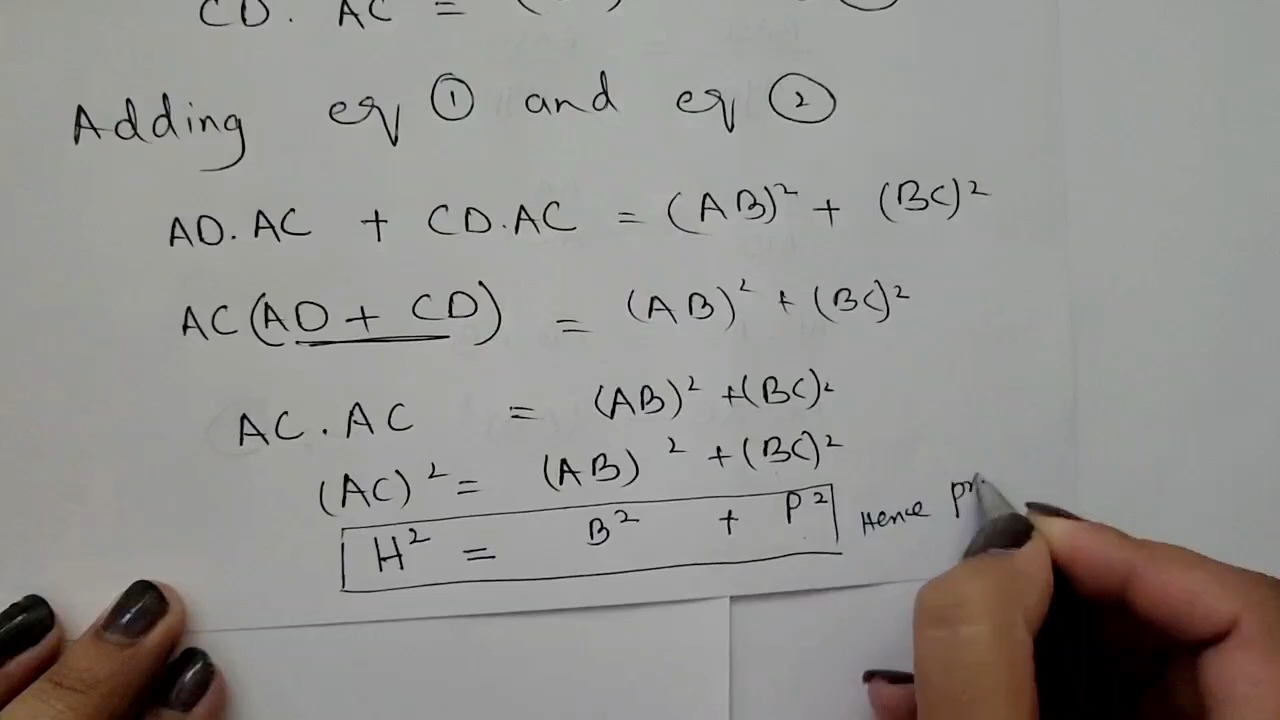 CD. AC =
Adding eq ① and eq ②
AD.AC + CD.AC = (AB)² + (BC)²
AC(AD + CD) = (AB)² + (BC)²
AC.AC = (AB)² +(BC)²
(AC)² = (AB)² +(BC)²
H² = B² + P² Hence pr